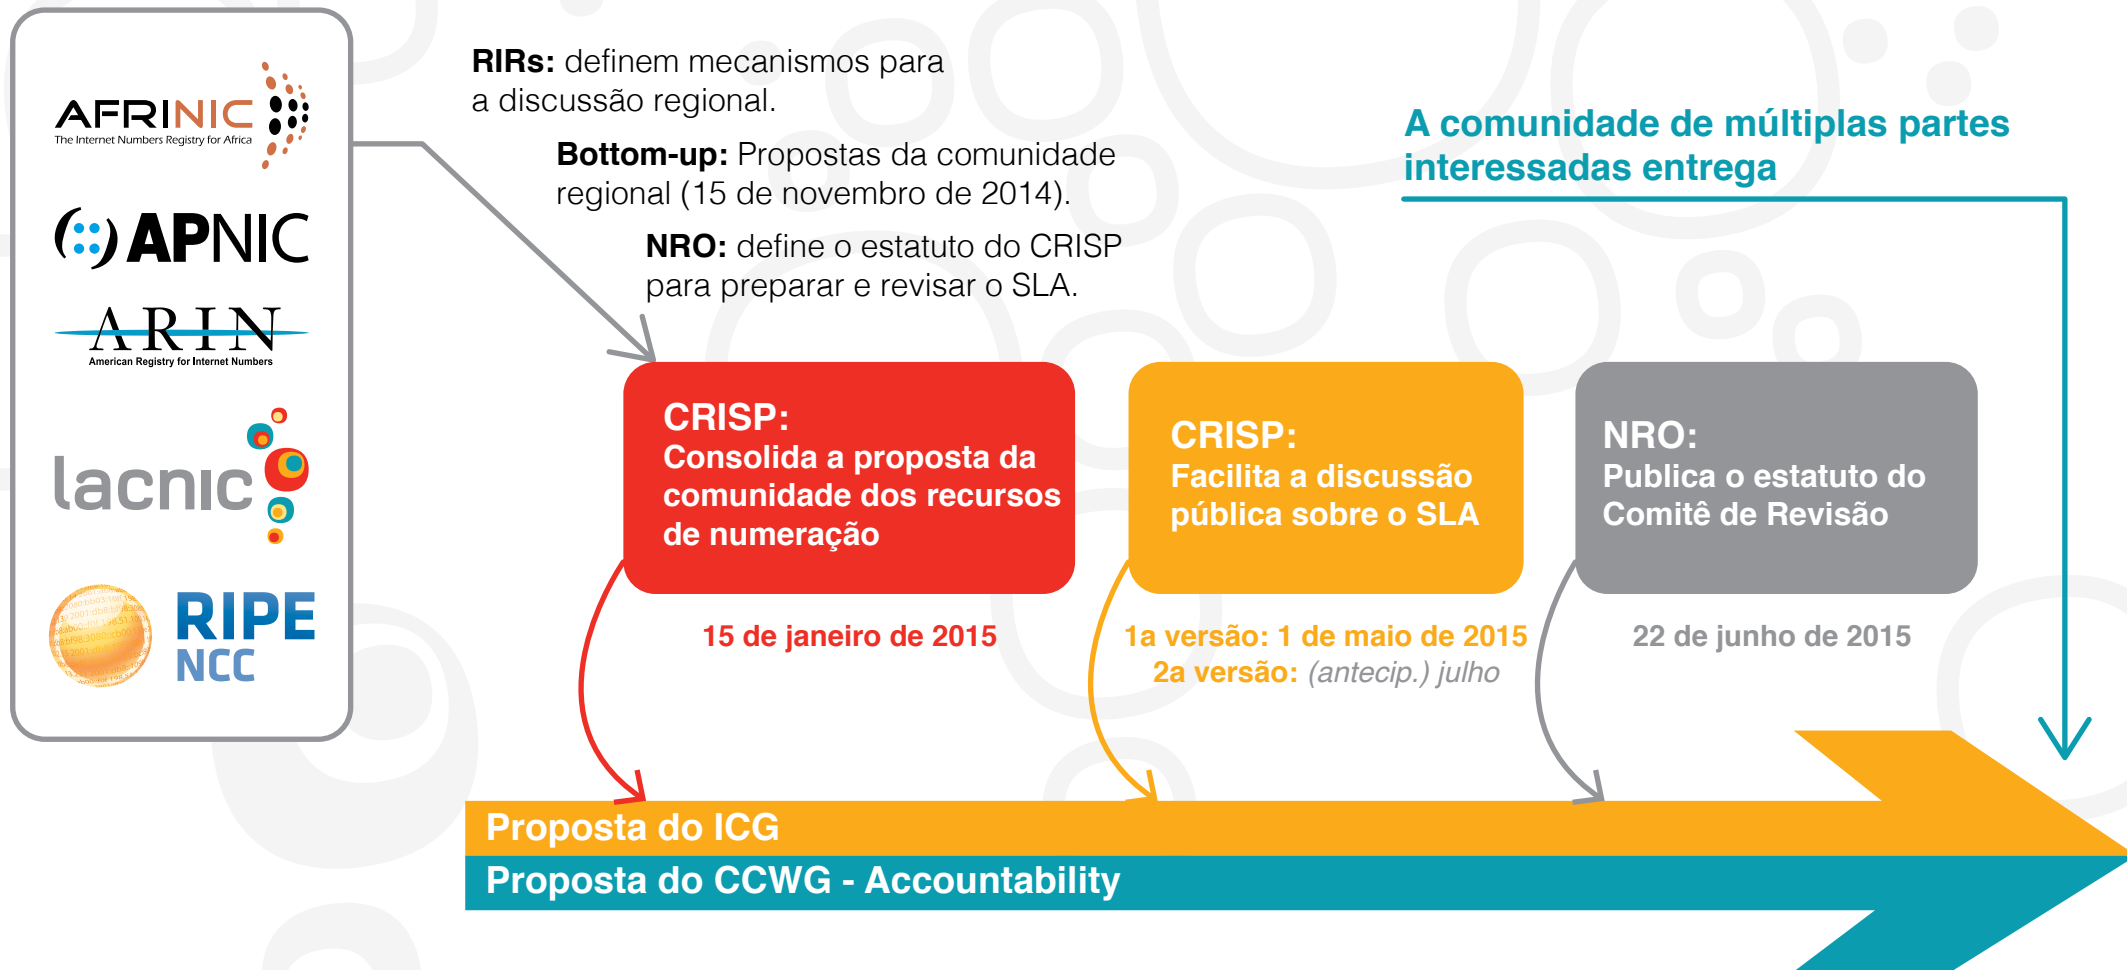 AFRINIC
The Internet Numbers Registry for Africa
APNIC
ARIN
American Registry for Internet Numbers
lacnic
RIPE
NCC
RIRs: definem mecanismos para
a discussão regional.
Bottom-up: Propostas da comunidade
regional (15 de novembro de 2014).
NRO: define o estatuto do CRISP
para preparar e revisar o SLA.
A comunidade de múltiplas partes
interessadas entrega
CRISP:
Consolida a proposta da
comunidade dos recursos
de numeração
15 de janeiro de 2015
CRISP:
Facilita a discussão
pública sobre o SLA
1a versão: 1 de maio de 2015
2a versão: (antecip.) julho
NRO:
Publica o estatuto do
Comitê de Revisão
22 de junho de 2015
Proposta do ICG
Proposta do CCWG - Accountability